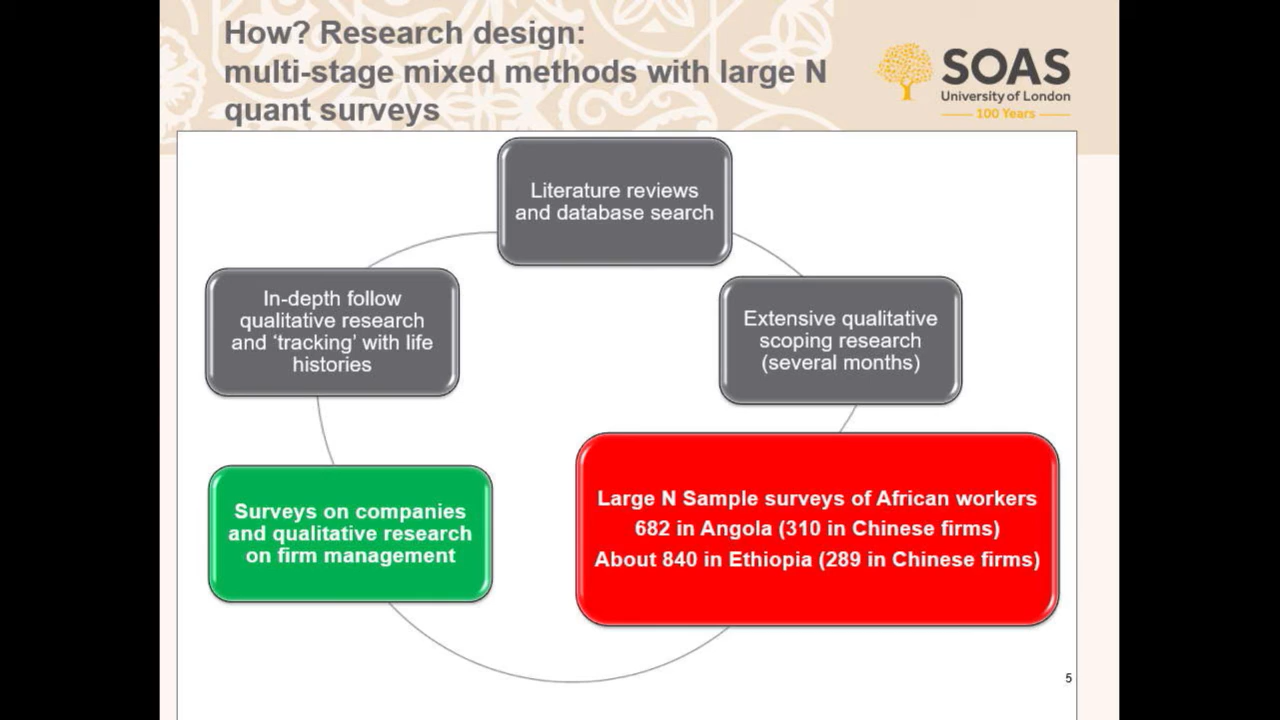 How? Research design:
multi-stage mixed methods with large N
quant surveys
SOAS
University of London
100 Years
Literature reviews
and database search
Extensive qualitative
scoping research
(several months)
Large N Sample surveys of African workers
682 in Angola (310 in Chinese firms)
About 840 in Ethiopia (289 in Chinese firms)
Surveys on companies
and qualitative research
on firm management
In-depth follow
qualitative research
and ‘tracking’ with life
histories
5